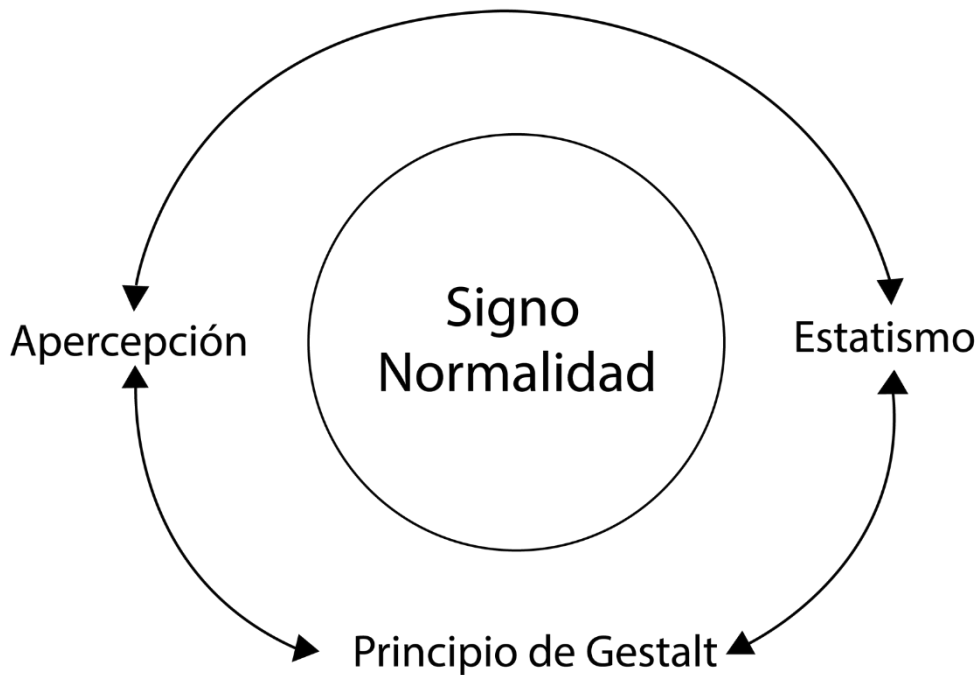 Signo
Normalidad
Apercepción
Estatismo
Principio de Gestalt